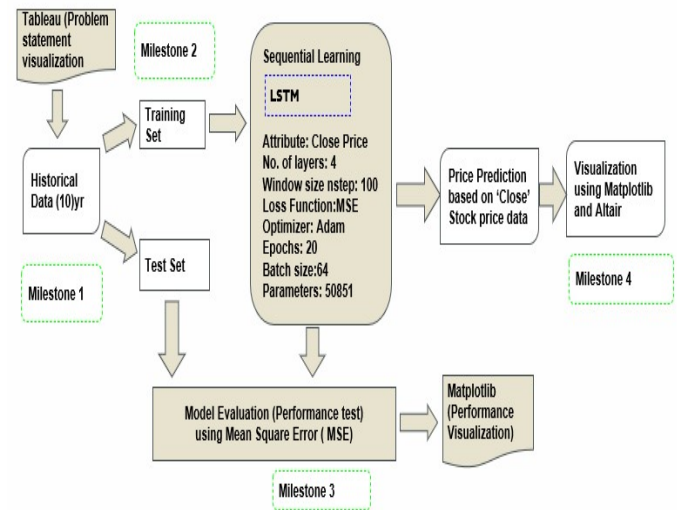 Tableau (Problem
statement
visualization
Milestone 2
Training
Set
Historical
Data (10)yr
Test Set
Milestone 1
Sequential Learning
LSTM
Attribute: Close Price
No. of layers: 4
Window size nstep: 100
Loss Function:MSE
Optimizer: Adam
Epochs: 20
Batch size:64
Parameters: 50851
Price Prediction
based on ‘Close’
Stock price data
Visualization
using Matplotlib
and Altair
Milestone 4
Model Evaluation (Performance test)
using Mean Square Error ( MSE)
Matplotlib
(Performance
Visualization)
Milestone 3